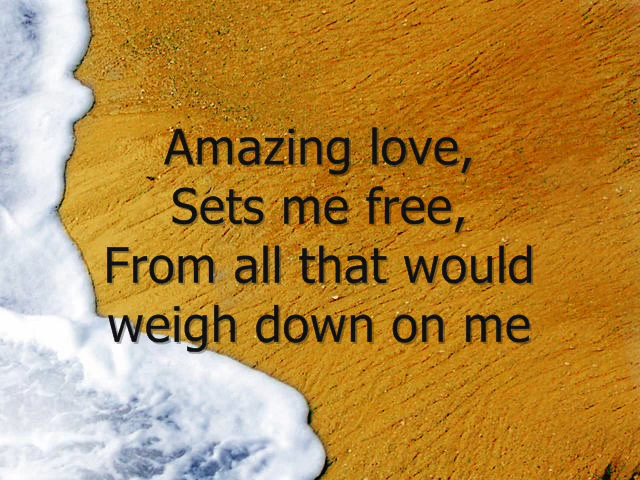 Amazing love,
Sets me free,
From all that would
weigh down on me